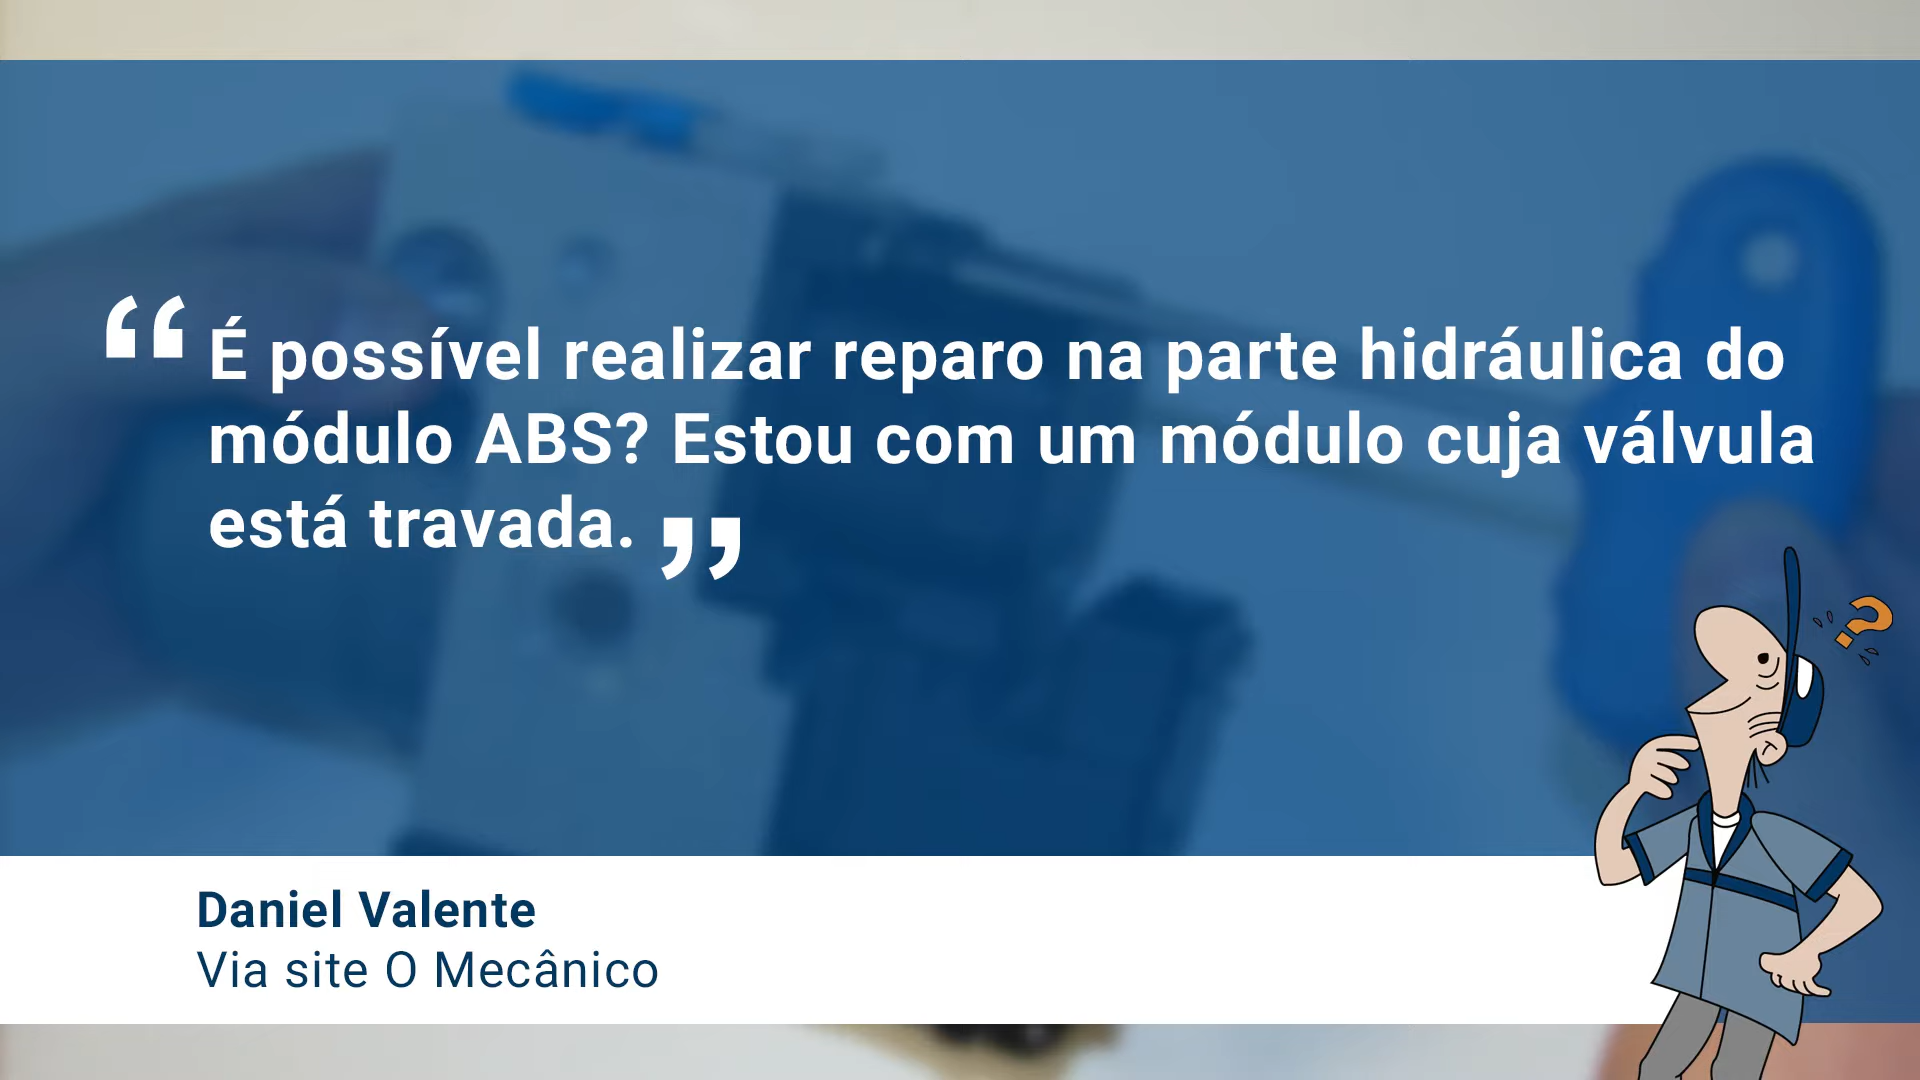 “É possível realizar reparo na parte hidráulica do
módulo ABS? Estou com um módulo cuja válvula
está travada.”
?
Daniel Valente
Via site O Mecânico